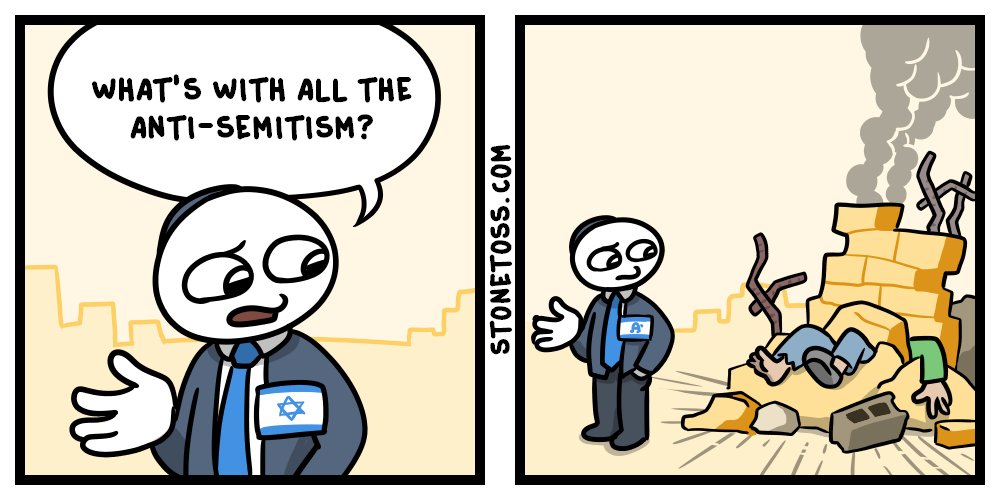 WHAT'S WITH ALL THE
ANTI-SEMITISM?
STONETOSS.COM